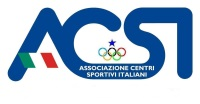 ACSI
ASSOCIAZIONE CENTRI
SPORTIVI ITALIANI